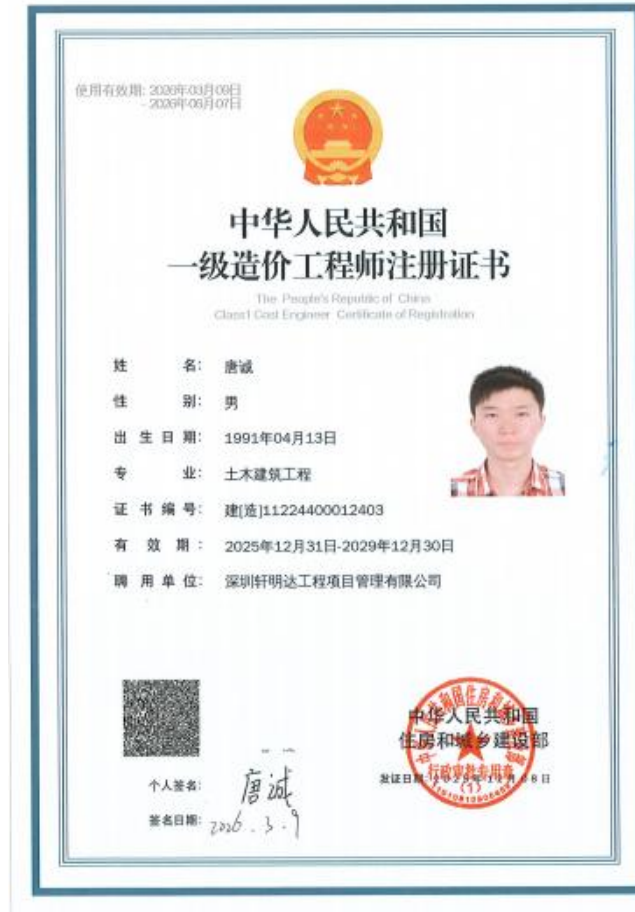 使用有效期: 2026年03月09日
- 2026年06月07日
中华人民共和国
一级造价工程师注册证书
The People's Republic of China
Class1 Cost Engineer Certificate of Registration
姓 名: 唐诚
性 别: 男
出生日期: 1991年04月13日
专 业: 土木建筑工程
证书编号: 建[造]11224400012403
有 效 期: 2025年12月31日-2029年12月30日
聘用单位: 深圳轩明达工程项目管理有限公司
中华人民共和国
住房和城乡建设部
行政审批专用章
(1)
发证日期
个人签名: 唐诚
签名日期: 2026.3.9